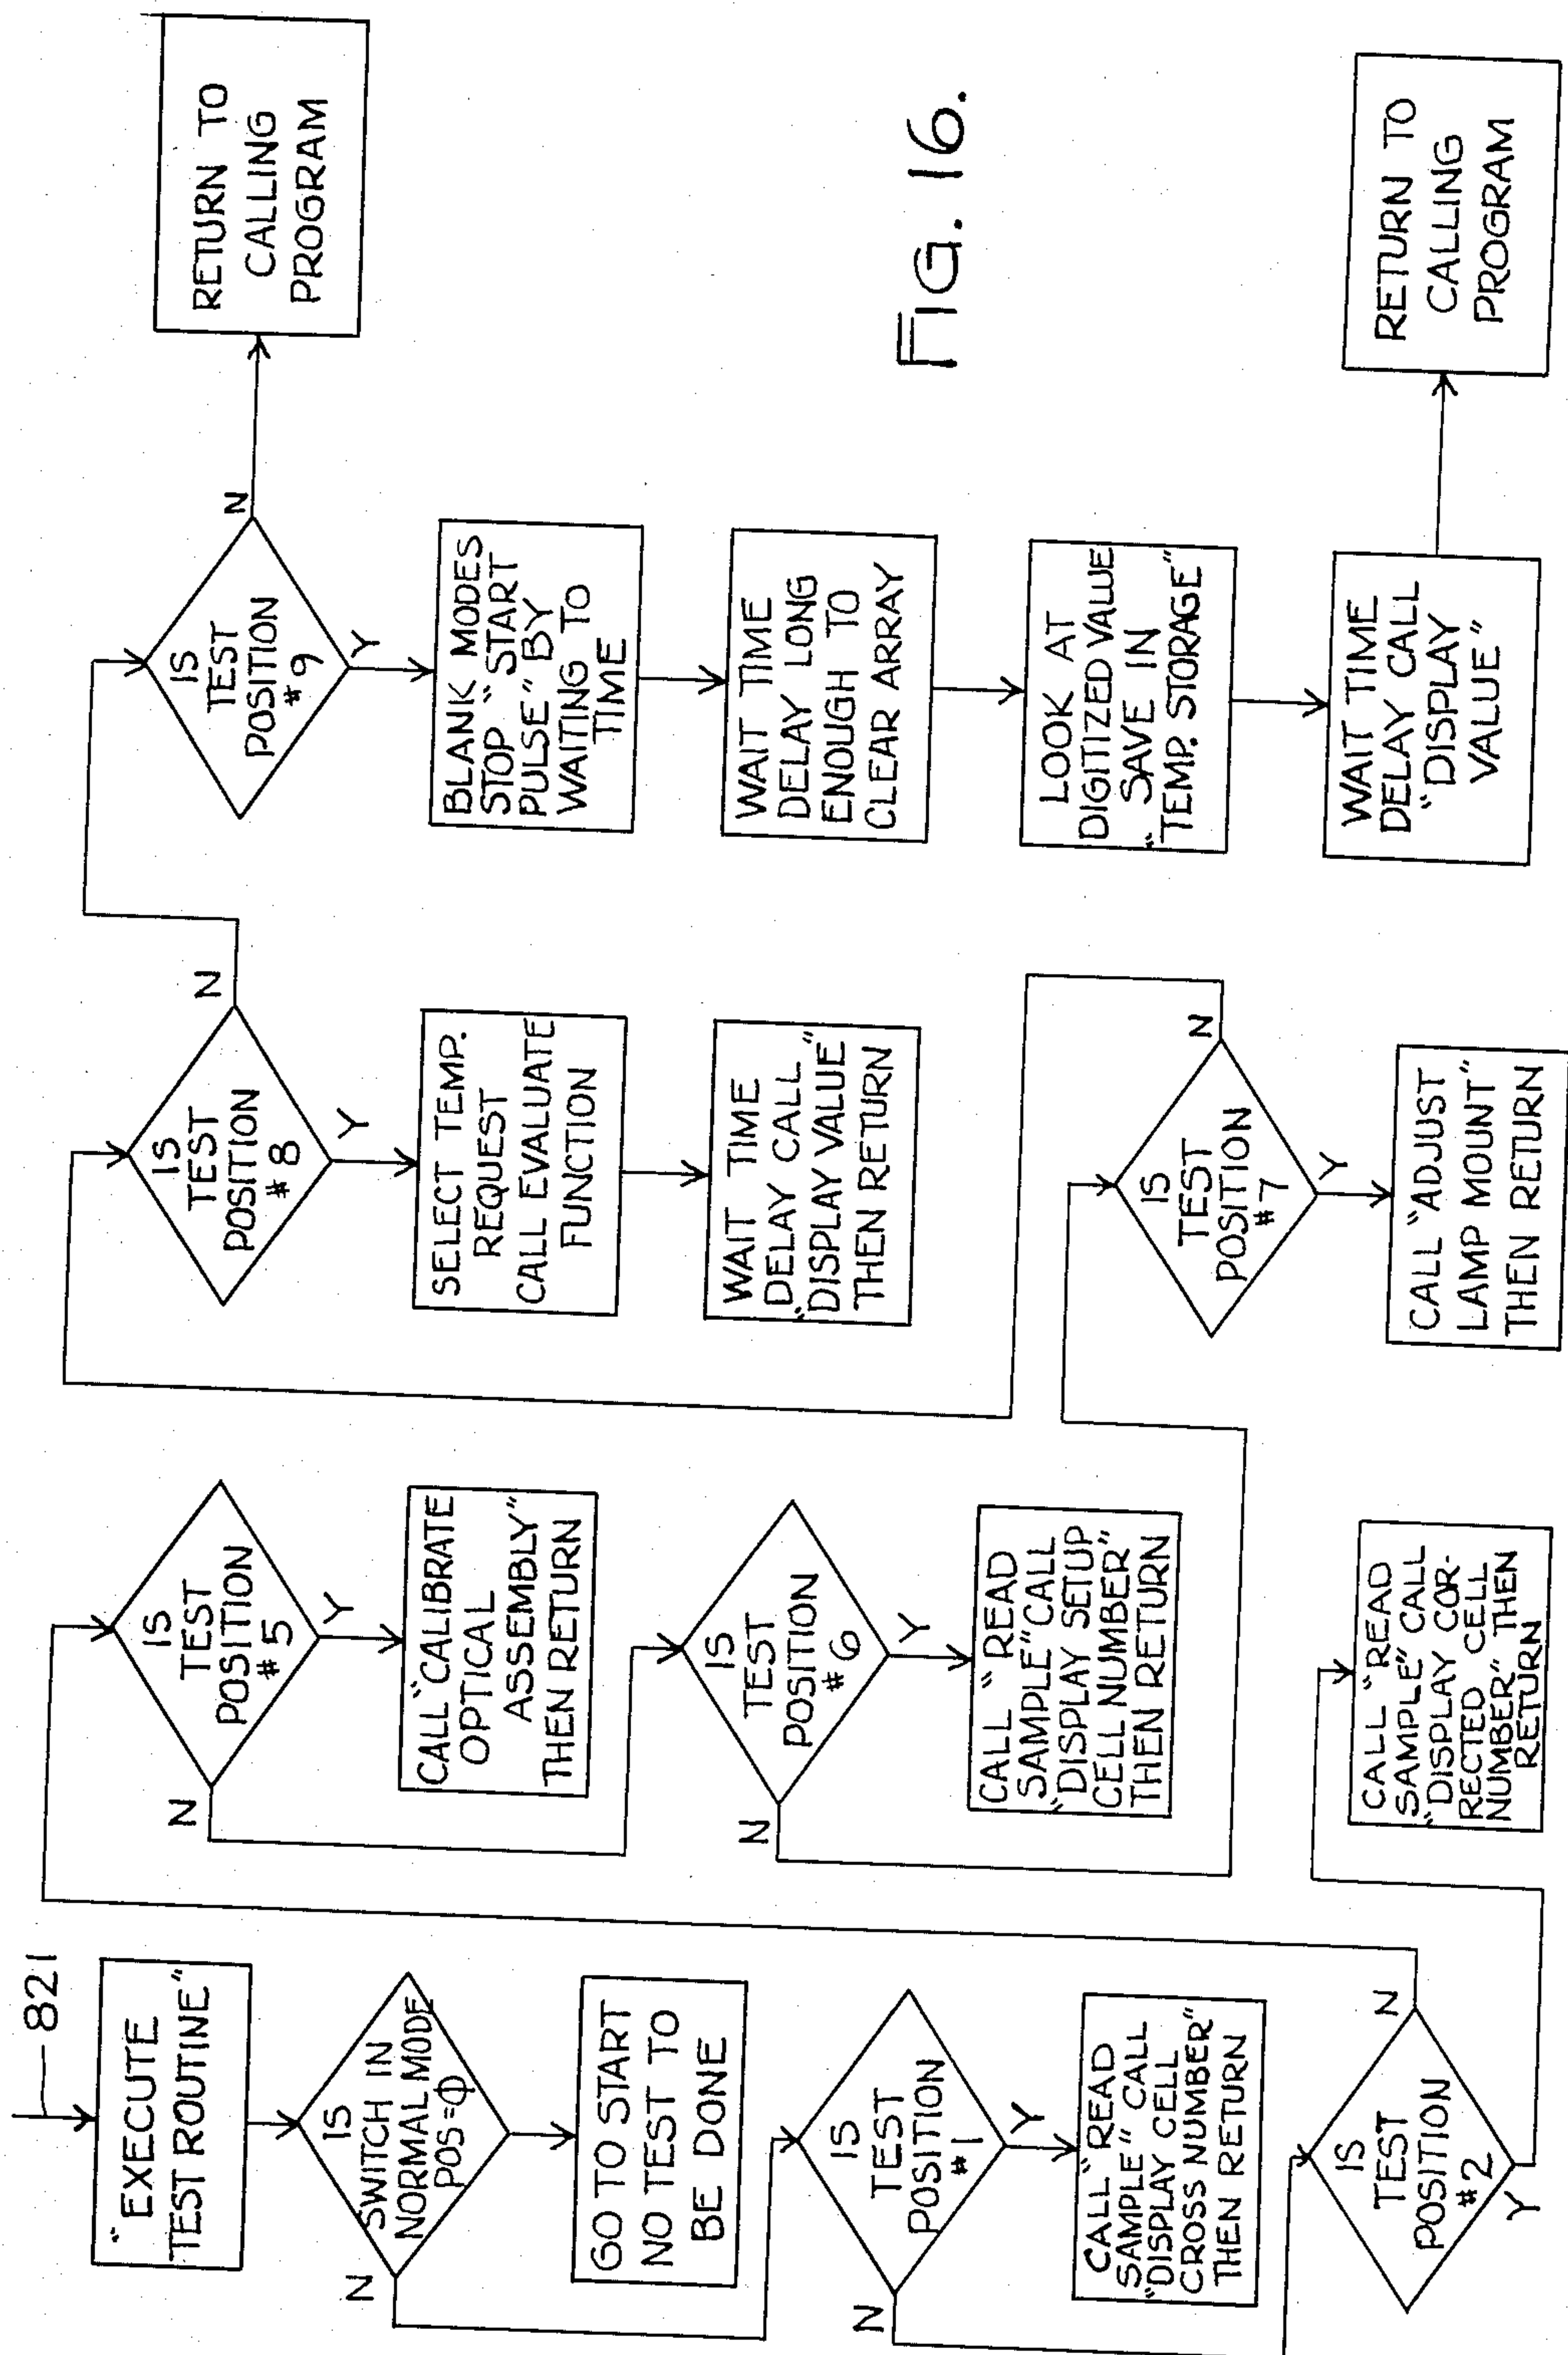 821
"EXECUTE
TEST ROUTINE"
IS
SWITCH IN
NORMAL MODE
POS=Φ
N
GO TO START
NO TEST TO
BE DONE
IS
TEST
POSITION
#1
N
Y
CALL "READ
SAMPLE" CALL
"DISPLAY CELL
CROSS NUMBER"
THEN RETURN
IS
TEST
POSITION
#2
N
Y
CALL "READ
SAMPLE" CALL
"DISPLAY COR-
RECTED CELL
NUMBER" THEN
RETURN
IS
TEST
POSITION
#5
N
Y
CALL "CALIBRATE
OPTICAL
ASSEMBLY"
THEN RETURN
IS
TEST
POSITION
#6
N
Y
CALL "READ
SAMPLE" CALL
"DISPLAY SETUP
CELL NUMBER"
THEN RETURN
IS
TEST
POSITION
#7
N
Y
CALL "ADJUST
LAMP MOUNT"
THEN RETURN
IS
TEST
POSITION
#8
N
Y
SELECT TEMP.
REQUEST
CALL EVALUATE
FUNCTION
WAIT TIME
DELAY CALL
"DISPLAY VALUE"
THEN RETURN
IS
TEST
POSITION
#9
N
Y
BLANK MODES
STOP "START
PULSE" BY
WAITING TO
TIME
WAIT TIME
DELAY LONG
ENOUGH TO
CLEAR ARRAY
LOOK AT
DIGITIZED VALUE
SAVE IN
"TEMP. STORAGE"
WAIT TIME
DELAY CALL
"DISPLAY
VALUE"
RETURN TO
CALLING
PROGRAM
RETURN TO
CALLING
PROGRAM
FIG. 16.